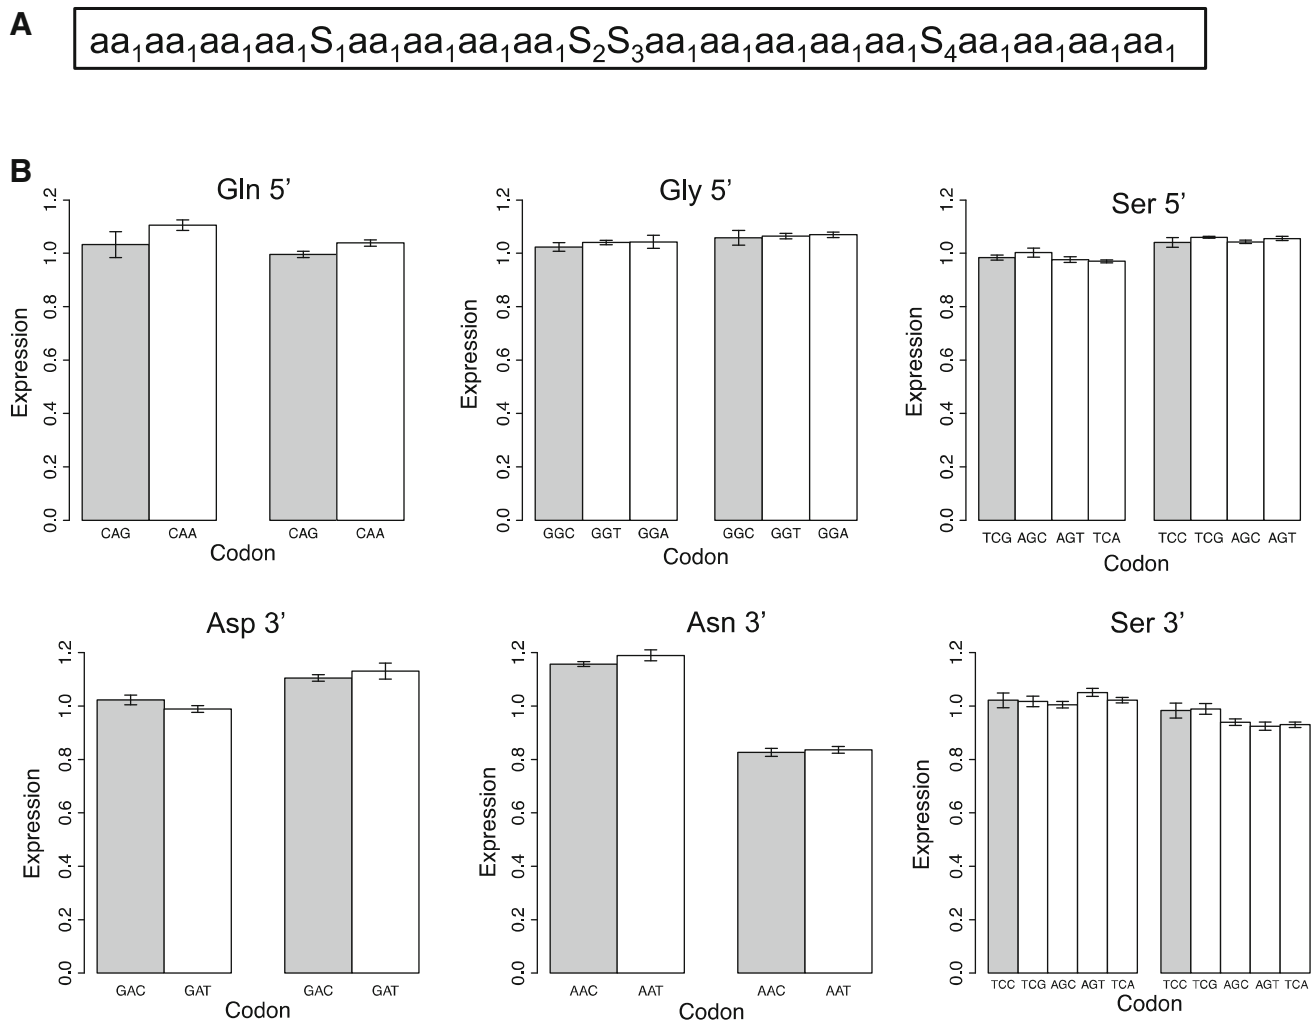 A
aa₁aa₁aa₁aa₁S₁aa₁aa₁aa₁aa₁S₂S₃aa₁aa₁aa₁aa₁aa₁S₄aa₁aa₁aa₁aa₁
B
Gln 5’
Expression
0.0 0.2 0.4 0.6 0.8 1.0 1.2
CAG CAA CAG CAA
Codon
Gly 5’
Expression
0.0 0.2 0.4 0.6 0.8 1.0 1.2
GGC GGT GGA GGC GGT GGA
Codon
Ser 5’
Expression
0.0 0.2 0.4 0.6 0.8 1.0 1.2
TCG AGC AGT TCA TCC TCG AGC AGT
Codon
Asp 3’
Expression
0.0 0.2 0.4 0.6 0.8 1.0 1.2
GAC GAT GAC GAT
Codon
Asn 3’
Expression
0.0 0.2 0.4 0.6 0.8 1.0 1.2
AAC AAT AAC AAT
Codon
Ser 3’
Expression
0.0 0.2 0.4 0.6 0.8 1.0 1.2
TCC TCG AGC AGT TCA TCC TCG AGC AGT TCA
Codon